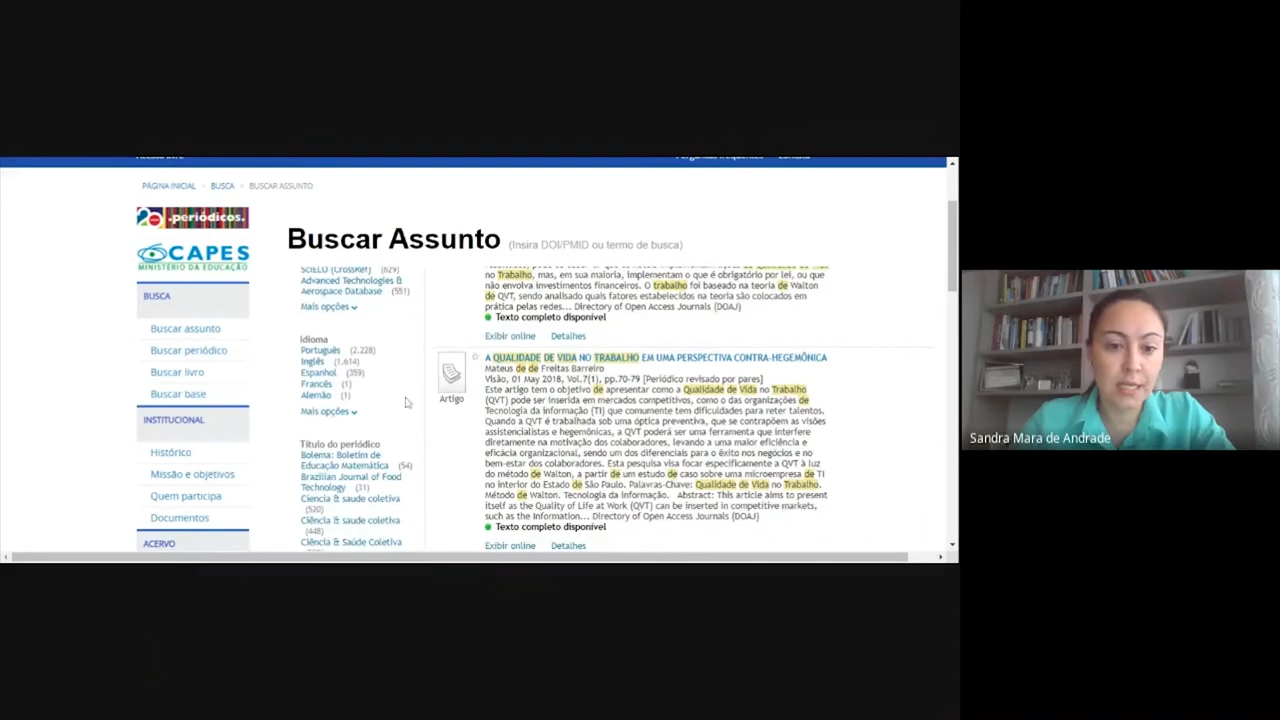 PÁGINA INICIAL
BUSCA
BUSCAR ASSUNTO
.periódicos.
CAPES
MINISTÉRIO DA EDUCAÇÃO
BUSCA
Buscar assunto
Buscar periódico
Buscar livro
Buscar base
INSTITUCIONAL
Histórico
Missão e objetivos
Quem participa
Documentos
ACERVO
Buscar Assunto (Insira DOI/PMID ou termo de busca)
SciELO (CrossRef) (629)
Advanced Technologies &
Aerospace Database (551)
Mais opções
Idioma
Português (2.228)
Inglês (1.614)
Espanhol (359)
Francês (1)
Alemão (1)
Mais opções
Título do periódico
Bolema: Boletim de
Educação Matemática (54)
Brazilian Journal of Food
Technology (31)
Ciencia & saude coletiva
(520)
Ciência & saude coletiva
(448)
Ciência & Saúde Coletiva
no Trabalho, mas, em sua maioria, implementam o que é obrigatório por lei, ou que
não envolva investimentos financeiros. O trabalho foi baseado na teoria de Walton
de QVT, sendo analisado quais fatores estabelecidos na teoria são colocados em
prática pelas redes... Directory of Open Access Journals (DOAJ)
Texto completo disponível
Exibir online Detalhes
Artigo
A QUALIDADE DE VIDA NO TRABALHO EM UMA PERSPECTIVA CONTRA-HEGEMÔNICA
Mateus de de Freitas Barreiro
Visão, 01 May 2018, Vol.7(1), pp.70-79 [Periódico revisado por pares]
Este artigo tem o objetivo de apresentar como a Qualidade de Vida no Trabalho
(QVT) pode ser inserida em mercados competitivos, como o das organizações de
Tecnologia da informação (TI) que comumente tem dificuldades para reter talentos.
Quando a QVT é trabalhada sob uma óptica preventiva, que se contrapõem as visões
assistencialistas e hegemônicas, a QVT poderá ser uma ferramenta que interfere
diretamente na motivação dos colaboradores, levando a uma maior eficiência e
eficácia organizacional, sendo um dos diferenciais para o êxito nos negócios e no
bem-estar dos colaboradores. Esta pesquisa visa focar especificamente a QVT à luz
do método de Walton, a partir de um estudo de caso sobre uma microempresa de TI
no interior do Estado de São Paulo. Palavras-Chave: Qualidade de Vida no Trabalho.
Método de Walton. Tecnologia da informação. Abstract: This article aims to present
itself as the Quality of Life at Work (QVT) can be inserted in competitive markets,
such as the Information... Directory of Open Access Journals (DOAJ)
Texto completo disponível
Exibir online Detalhes
Sandra Mara de Andrade